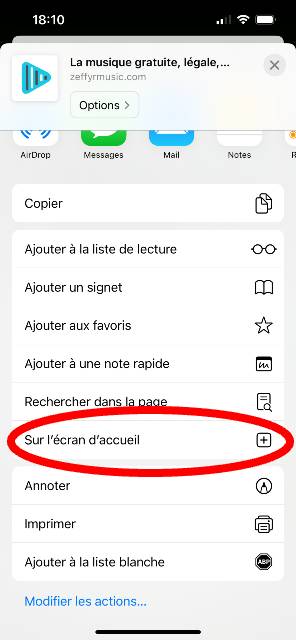 18:10
La musique gratuite, légale,...
zeffyrmusic.com
Options >
AirDrop
Messages
Mail
Notes
R
Copier
Ajouter à la liste de lecture
Ajouter un signet
Ajouter aux favoris
Ajouter à une note rapide
Rechercher dans la page
Sur l'écran d'accueil
Annoter
Imprimer
Ajouter à la liste blanche
ABP
Modifier les actions...